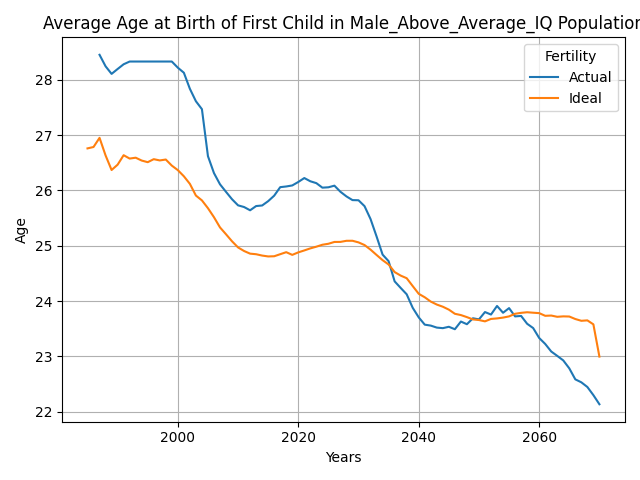 Average Age at Birth of First Child in Male_Above_Average_IQ Population
Fertility
Actual
Ideal
28
27
26
25
24
23
22
Age
2000
2020
2040
2060
Years